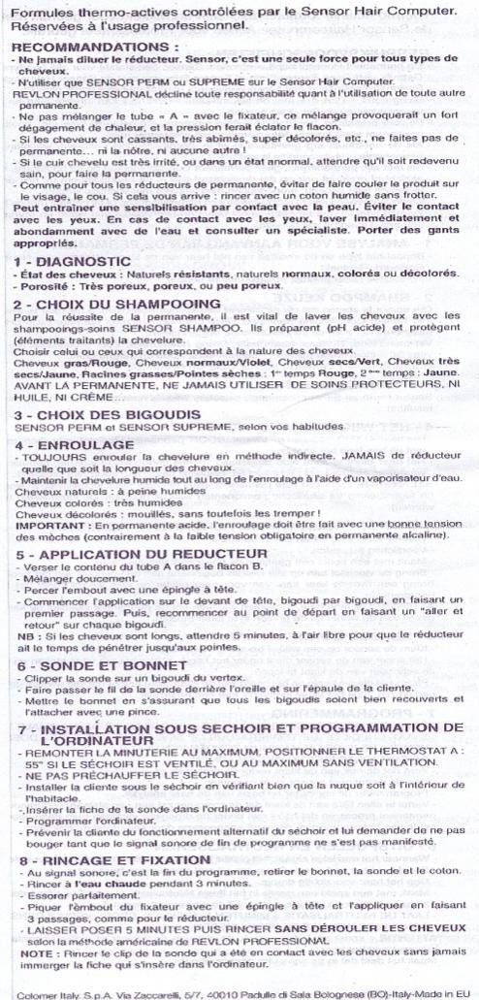 Formules thermo-actives contrôlées par le Sensor Hair Computer.
Réservées à l'usage professionnel.
RECOMMANDATIONS :
- Ne jamais diluer le réducteur. Sensor, c'est une seule force pour tous types de
cheveux.
- N'utiliser que SENSOR PERM ou SUPREME sur le Sensor Hair Computer.
REVLON PROFESSIONAL décline toute responsabilité quant à l'utilisation de toute autre
permanente.
- Ne pas mélanger le tube « A » avec le fixateur, ce mélange provoquerait un fort
dégagement de chaleur, et la pression ferait éclater le flacon.
- Si les cheveux sont cassants, très abîmés, super décolorés, etc., ne faites pas de
permanente... ni la nôtre, ni aucune autre !
- Si le cuir chevelu est très irrité, ou dans un état anormal, attendre qu'il soit redevenu
sain, pour faire la permanente.
- Comme pour tous les réducteurs de permanente, éviter de faire couler le produit sur
le visage, le cou. Si cela vous arrive : rincer avec un coton humide sans frotter.
Peut entraîner une sensibilisation par contact avec la peau. Éviter le contact
avec les yeux. En cas de contact avec les yeux, laver immédiatement et
abondamment avec de l'eau et consulter un spécialiste. Porter des gants
appropriés.
1 - DIAGNOSTIC
- État des cheveux : Naturels résistants, naturels normaux, colorés ou décolorés.
- Porosité : Très poreux, poreux, ou peu poreux.
2 - CHOIX DU SHAMPOOING
Pour la réussite de la permanente, il est vital de laver les cheveux avec les
shampooings-soins SENSOR SHAMPOO. Ils préparent (pH acide) et protègent
(éléments traitants) la chevelure.
Choisir celui ou ceux qui correspondent à la nature des cheveux.
Cheveux gras/Rouge, Cheveux normaux/Violet, Cheveux secs/Vert, Cheveux très
secs/Jaune, Racines grasses/Pointes sèches : 1er temps Rouge, 2ème temps : Jaune.
AVANT LA PERMANENTE, NE JAMAIS UTILISER DE SOINS PROTECTEURS, NI
HUILE, NI CRÈME...
3 - CHOIX DES BIGOUDIS
SENSOR PERM et SENSOR SUPREME, selon vos habitudes.
4 - ENROULAGE
- TOUJOURS enrouler la chevelure en méthode indirecte. JAMAIS de réducteur
quelle que soit la longueur des cheveux.
- Maintenir la chevelure humide tout au long de l'enroulage à l'aide d'un vaporisateur d'eau.
Cheveux naturels : à peine humides
Cheveux colorés : très humides
Cheveux décolorés : mouillés, sans toutefois les tremper !
IMPORTANT : En permanente acide, l'enroulage doit être fait avec une bonne tension
des mèches (contrairement à la faible tension obligatoire en permanente alcaline).
5 - APPLICATION DU REDUCTEUR
- Verser le contenu du tube A dans le flacon B.
- Mélanger doucement.
- Percer l'embout avec une épingle à tête.
- Commencer l'application sur le devant de tête, bigoudi par bigoudi, en faisant un
premier passage. Puis, recommencer au point de départ en faisant un "aller et
retour" sur chaque bigoudi.
NB : Si les cheveux sont longs, attendre 5 minutes, à l'air libre pour que le réducteur
ait le temps de pénétrer jusqu'aux pointes.
6 - SONDE ET BONNET
- Clipper la sonde sur un bigoudi du vertex.
- Faire passer le fil de la sonde derrière l'oreille et sur l'épaule de la cliente.
- Mettre le bonnet en s'assurant que tous les bigoudis soient bien recouverts et
l'attacher avec une pince.
7 - INSTALLATION SOUS SECHOIR ET PROGRAMMATION DE
L'ORDINATEUR
- REMONTER LA MINUTERIE AU MAXIMUM, POSITIONNER LE THERMOSTAT A :
55° SI LE SÉCHOIR EST VENTILÉ, OU AU MAXIMUM SANS VENTILATION.
- NE PAS PRÉCHAUFFER LE SÉCHOIR.
- Installer la cliente sous le séchoir en vérifiant bien que la nuque soit à l'intérieur de
l'habitacle.
- Insérer la fiche de la sonde dans l'ordinateur.
- Programmer l'ordinateur.
- Prévenir la cliente du fonctionnement alternatif du séchoir et lui demander de ne pas
bouger tant que le signal sonore de fin de programme ne s'est pas manifesté.
8 - RINCAGE ET FIXATION
- Au signal sonore, c'est la fin du programme, retirer le bonnet, la sonde et le coton.
- Rincer à l'eau chaude pendant 3 minutes.
- Essorer parfaitement.
- Piquer l'embout du fixateur avec une épingle à tête et l'appliquer en faisant
3 passages, comme pour le réducteur.
- LAISSER POSER 5 MINUTES PUIS RINCER SANS DÉROULER LES CHEVEUX
selon la méthode américaine de REVLON PROFESSIONAL
NOTE : Rincer le clip de la sonde qui a été en contact avec les cheveux sans jamais
immerger la fiche qui s'insère dans l'ordinateur.
Colomer Italy. S.p.A. Via Zaccarelli, 5/7, 40010 Padulle di Sala Bolognese (BO)-Italy-Made in EU